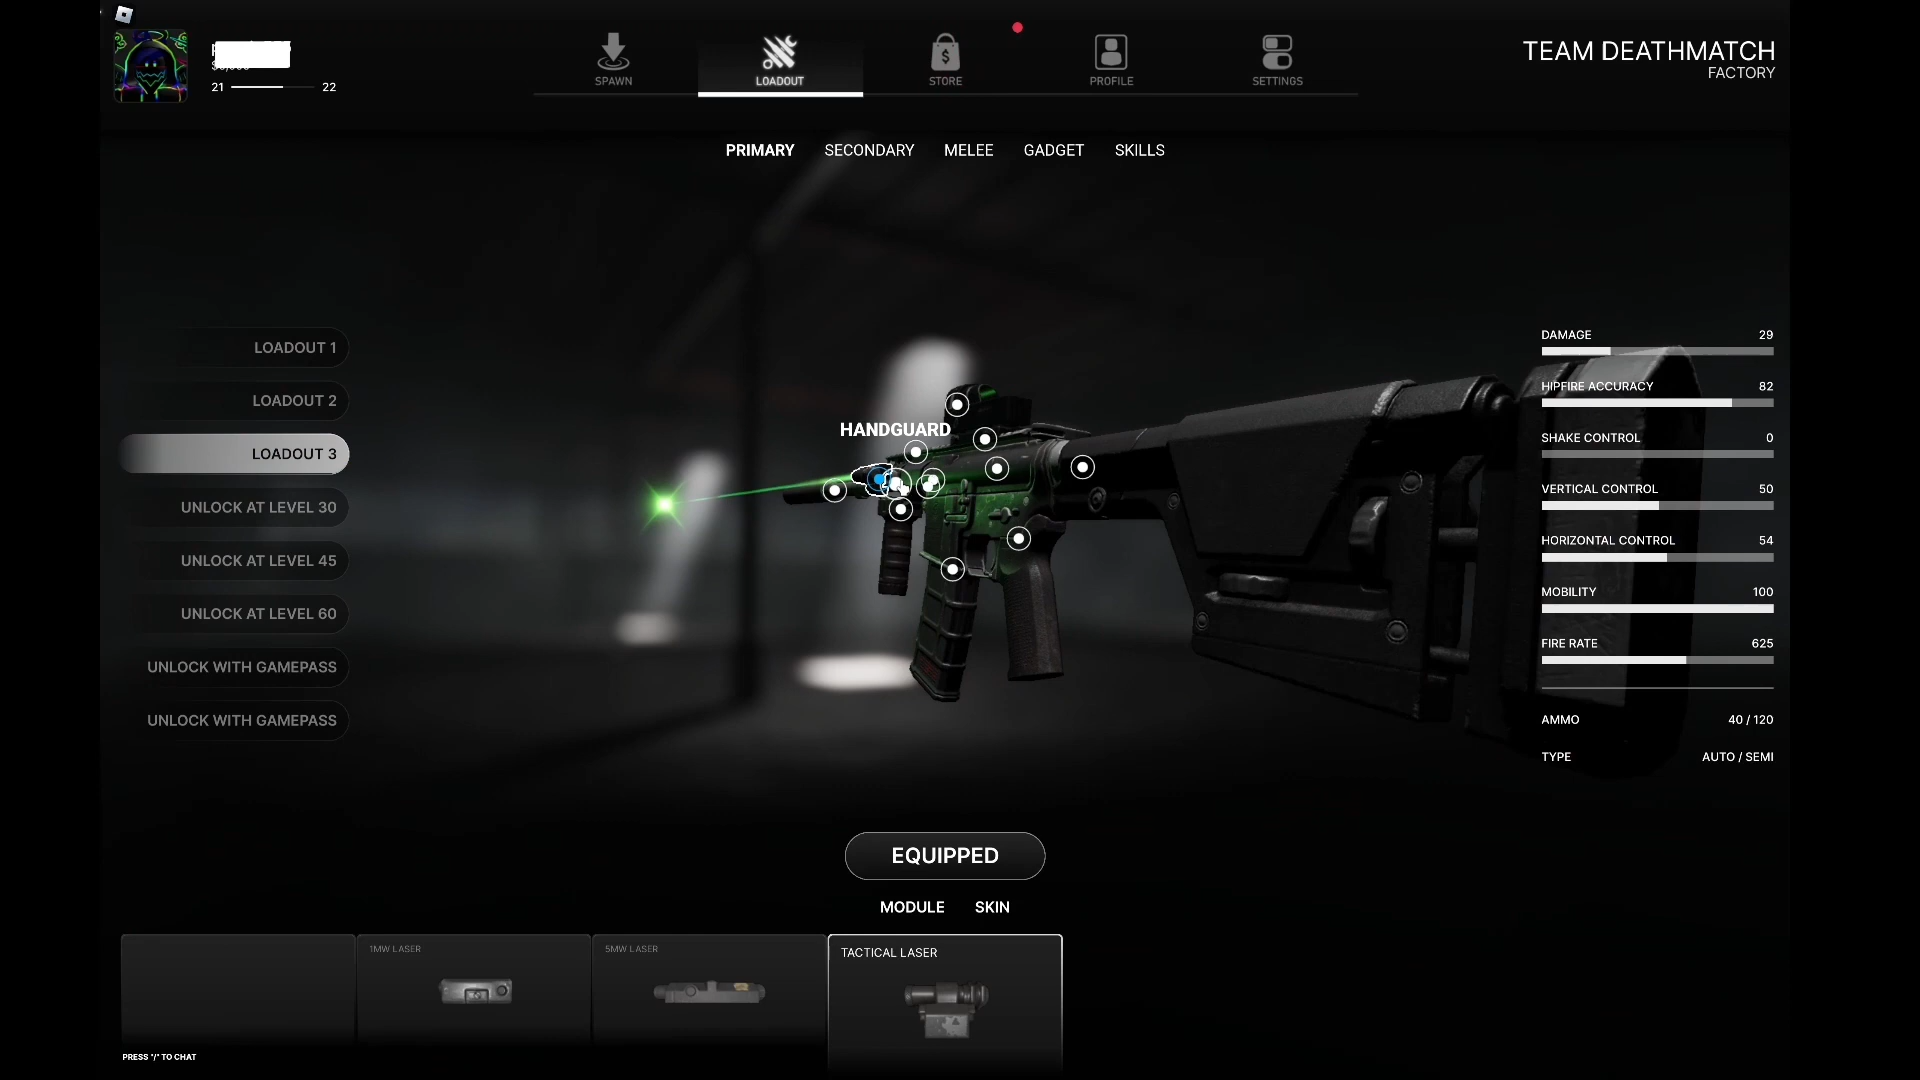 21 22
SPAWN
LOADOUT
STORE
PROFILE
SETTINGS
TEAM DEATHMATCH
FACTORY
PRIMARY SECONDARY MELEE GADGET SKILLS
LOADOUT 1
LOADOUT 2
LOADOUT 3
UNLOCK AT LEVEL 30
UNLOCK AT LEVEL 45
UNLOCK AT LEVEL 60
UNLOCK WITH GAMEPASS
UNLOCK WITH GAMEPASS
HANDGUARD
DAMAGE 29
HIPFIRE ACCURACY 82
SHAKE CONTROL 0
VERTICAL CONTROL 50
HORIZONTAL CONTROL 54
MOBILITY 100
FIRE RATE 625
AMMO 40 / 120
TYPE AUTO / SEMI
EQUIPPED
MODULE SKIN
1MW LASER
5MW LASER
TACTICAL LASER
PRESS "/" TO CHAT